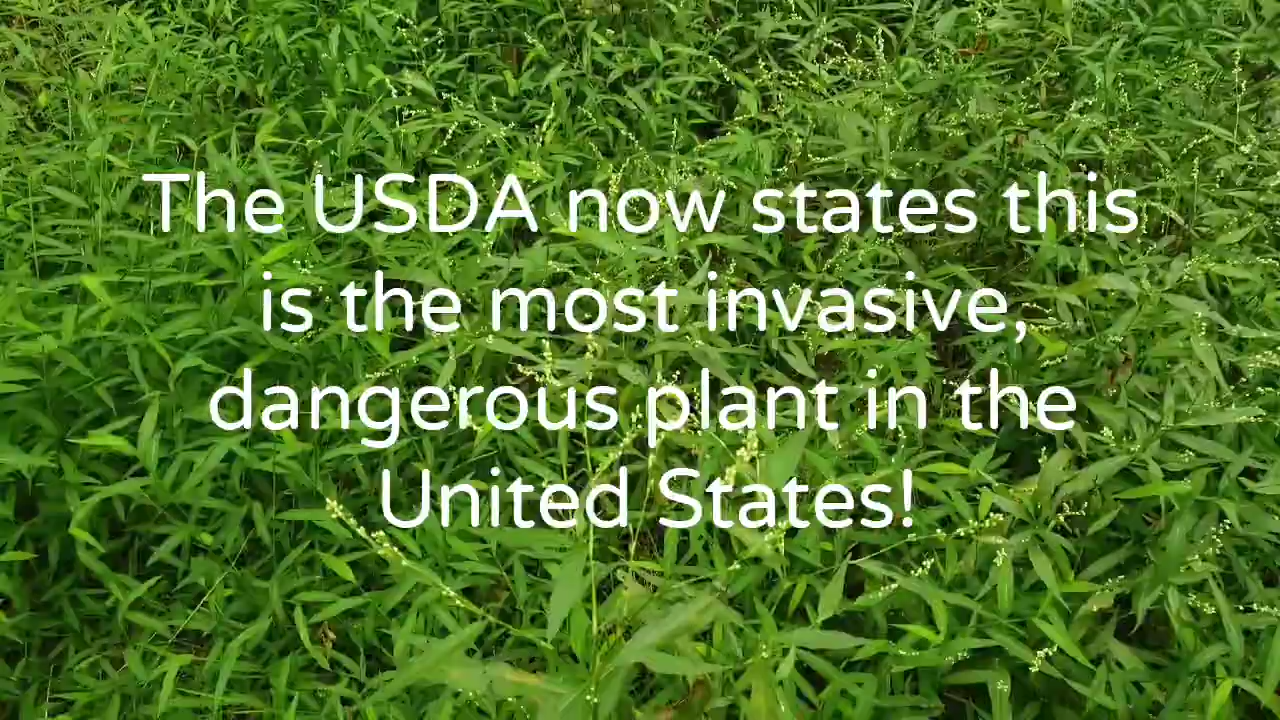 The USDA now states this
is the most invasive,
dangerous plant in the
United States!